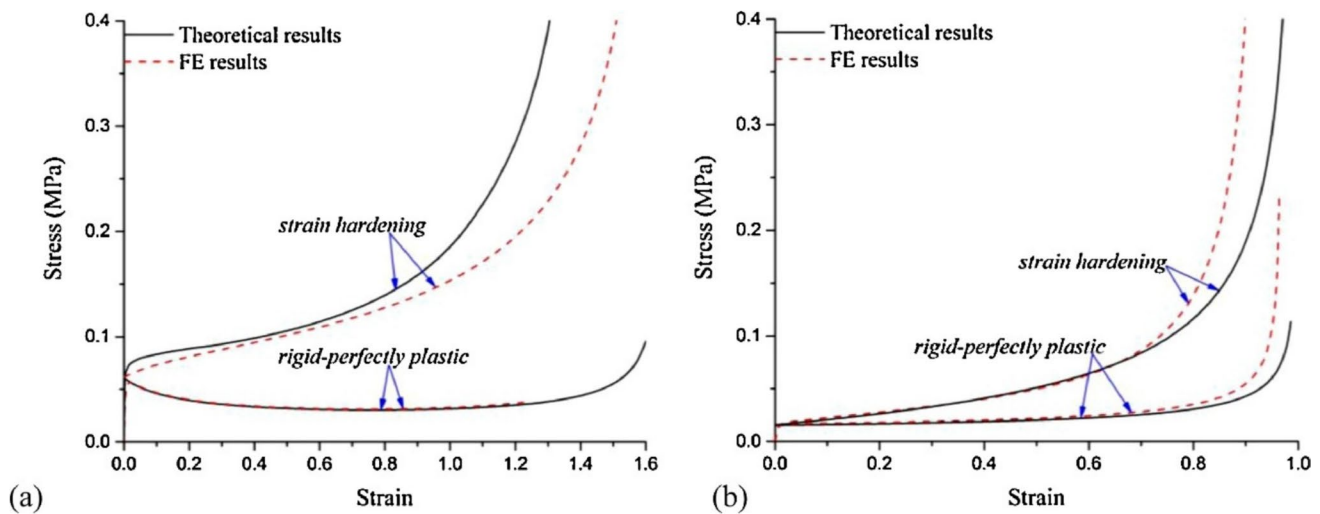 0.4
0.3
0.2
0.1
0.0
Stress (MPa)
Theoretical results
FE results
strain hardening
rigid-perfectly plastic
0.0 0.2 0.4 0.6 0.8 1.0 1.2 1.4 1.6
Strain
(a)
0.4
0.3
0.2
0.1
0.0
Stress (MPa)
Theoretical results
FE results
strain hardening
rigid-perfectly plastic
0.0 0.2 0.4 0.6 0.8 1.0
Strain
(b)